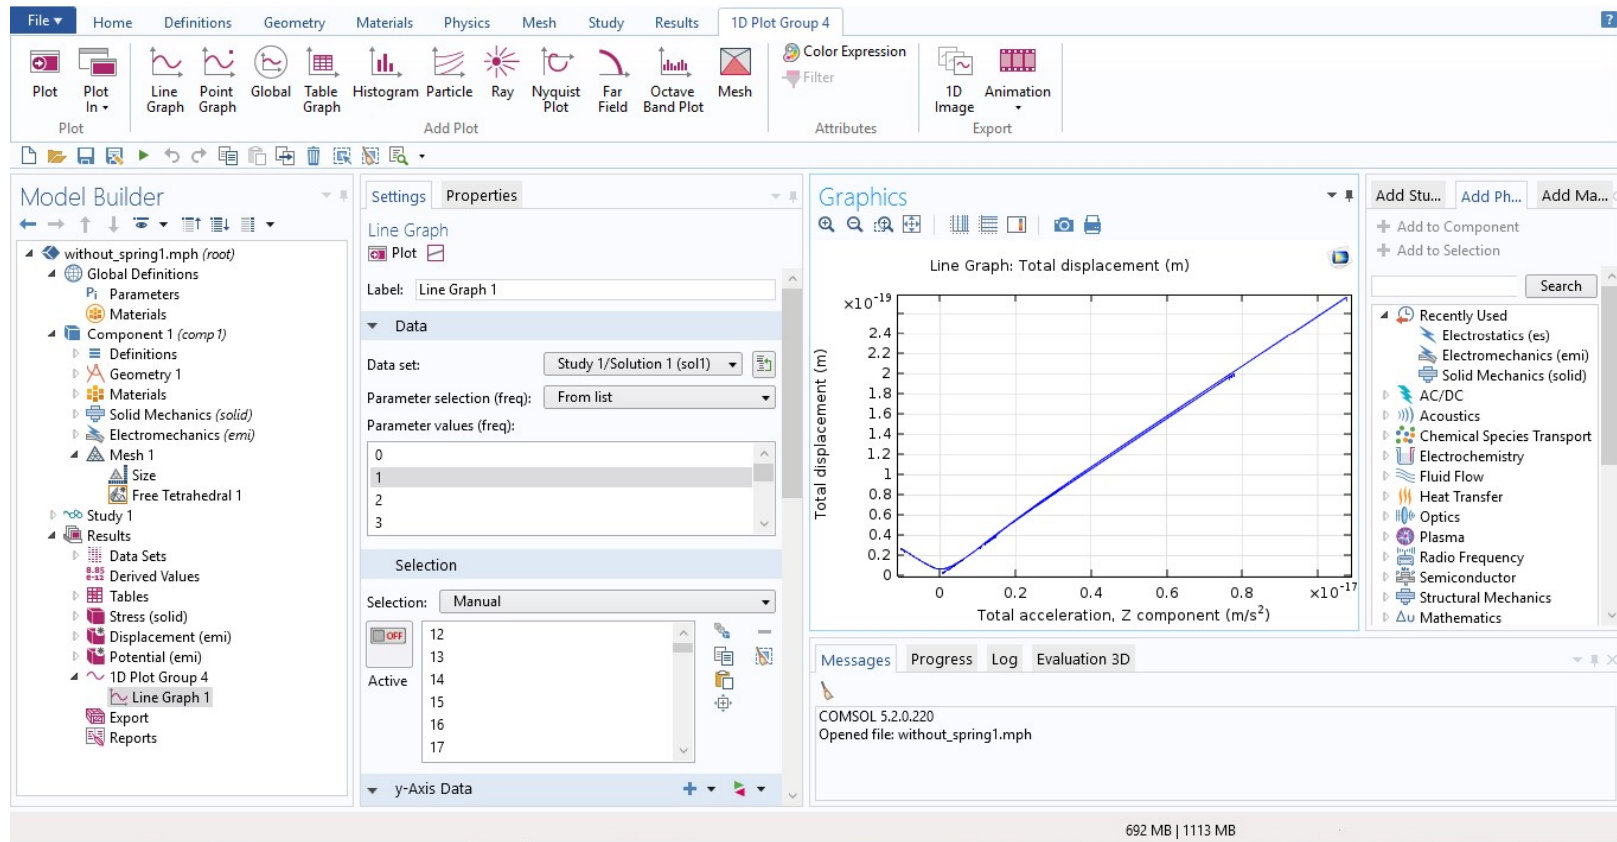 File Home Definitions Geometry Materials Physics Mesh Study Results 1D Plot Group 4 ?
Plot Plot In Line Graph Point Graph Global Table Graph Histogram Particle Ray Nyquist Plot Far Field Octave Band Plot Mesh Color Expression Filter 1D Image Animation
Plot Add Plot Attributes Export
Model Builder
without_spring1.mph (root)
Global Definitions
Pi Parameters
Materials
Component 1 (comp1)
Definitions
Geometry 1
Materials
Solid Mechanics (solid)
Electromechanics (emi)
Mesh 1
Size
Free Tetrahedral 1
Study 1
Results
Data Sets
8.85 e-12 Derived Values
Tables
Stress (solid)
Displacement (emi)
Potential (emi)
1D Plot Group 4
Line Graph 1
Export
Reports
Settings Properties
Line Graph
Plot
Label: Line Graph 1
Data
Data set: Study 1/Solution 1 (sol1)
Parameter selection (freq): From list
Parameter values (freq):
0
1
2
3
Selection
Selection: Manual
OFF
Active
12
13
14
15
16
17
y-Axis Data
Graphics
Line Graph: Total displacement (m)
×10-19
2.4
2.2
2
1.8
1.6
1.4
1.2
1
0.8
0.6
0.4
0.2
0
Total displacement (m)
0 0.2 0.4 0.6 0.8 ×10-17
Total acceleration, Z component (m/s²)
Messages Progress Log Evaluation 3D
COMSOL 5.2.0.220
Opened file: without_spring1.mph
Add Stu... Add Ph... Add Ma...
Add to Component
Add to Selection
Search
Recently Used
Electrostatics (es)
Electromechanics (emi)
Solid Mechanics (solid)
AC/DC
Acoustics
Chemical Species Transport
Electrochemistry
Fluid Flow
Heat Transfer
Optics
Plasma
Radio Frequency
Semiconductor
Structural Mechanics
Δu Mathematics
692 MB | 1113 MB